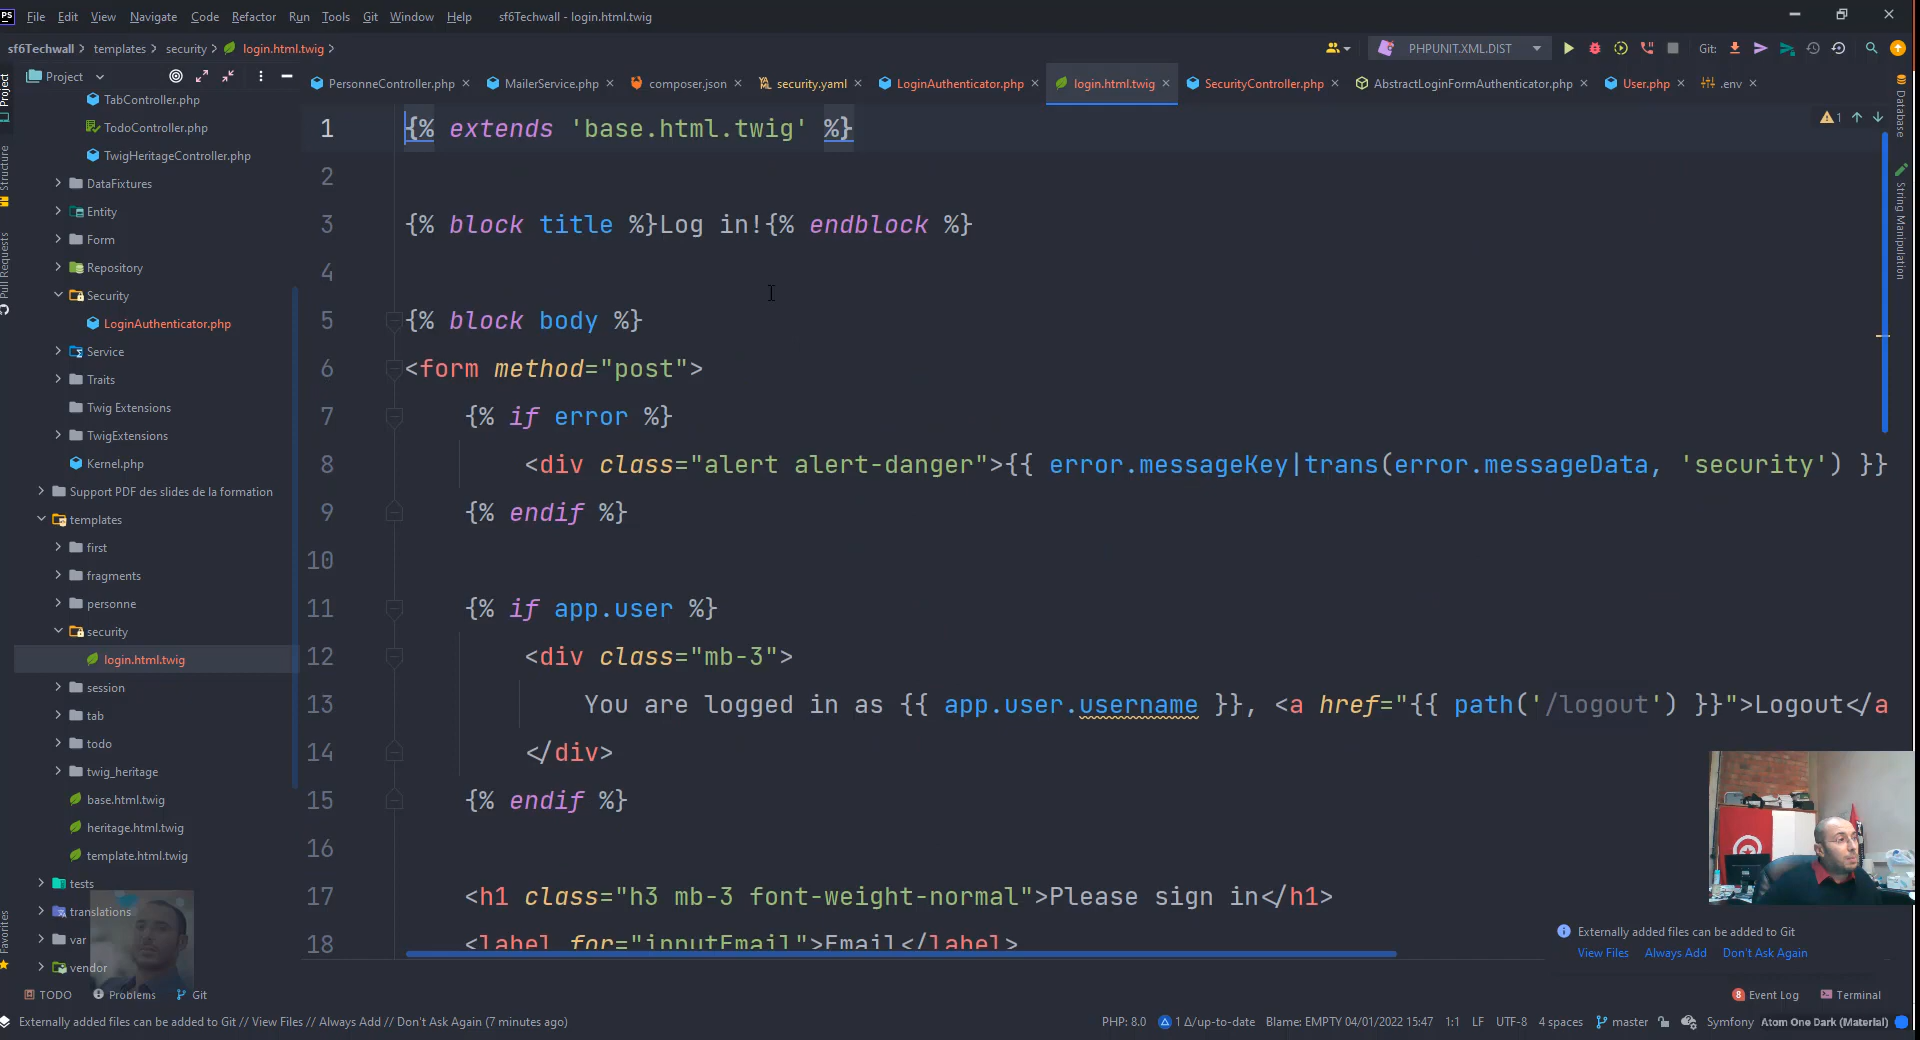 PS File Edit View Navigate Code Refactor Run Tools Git Window Help sf6Techwall - login.html.twig
sf6Techwall > templates > security > login.html.twig >
PHPUNIT.XML.DIST Git:
Project
PersonneController.php × MailerService.php × composer.json × security.yaml × LoginAuthenticator.php × login.html.twig × SecurityController.php × AbstractLoginFormAuthenticator.php × User.php × .env ×
Project
Structure
Pull Requests
Favorites
TabController.php
TodoController.php
TwigHeritageController.php
DataFixtures
Entity
Form
Repository
Security
LoginAuthenticator.php
Service
Traits
Twig Extensions
TwigExtensions
Kernel.php
Support PDF des slides de la formation
templates
first
fragments
personne
security
login.html.twig
session
tab
todo
twig_heritage
base.html.twig
heritage.html.twig
template.html.twig
tests
translations
var
vendor
1 {% extends 'base.html.twig' %}
2
3 {% block title %}Log in!{% endblock %}
4
5 {% block body %}
6 <form method="post">
7 {% if error %}
8 <div class="alert alert-danger">{{ error.messageKey|trans(error.messageData, 'security') }}
9 {% endif %}
10
11 {% if app.user %}
12 <div class="mb-3">
13 You are logged in as {{ app.user.username }}, <a href="{{ path('/logout') }}">Logout</a
14 </div>
15 {% endif %}
16
17 <h1 class="h3 mb-3 font-weight-normal">Please sign in</h1>
18 <label for="inputEmail">Email</label>
1
Database
String Manipulation
Externally added files can be added to Git
View Files Always Add Don't Ask Again
TODO Problems Git
8 Event Log Terminal
Externally added files can be added to Git // View Files // Always Add // Don't Ask Again (7 minutes ago)
PHP: 8.0 1 Δ/up-to-date Blame: EMPTY 04/01/2022 15:47 1:1 LF UTF-8 4 spaces master Symfony Atom One Dark (Material)